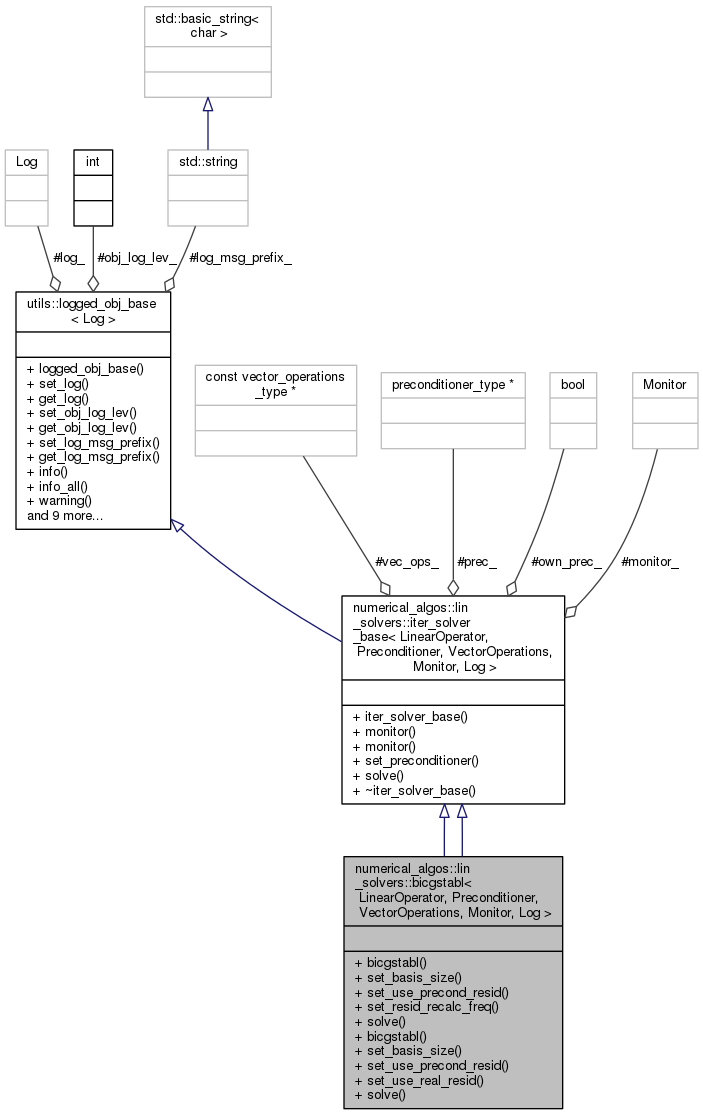 std::basic_string<
char >
Log
int
std::string
#log_
#obj_log_lev_
#log_msg_prefix_
utils::logged_obj_base
< Log >
+ logged_obj_base()
+ set_log()
+ get_log()
+ set_obj_log_lev()
+ get_obj_log_lev()
+ set_log_msg_prefix()
+ get_log_msg_prefix()
+ info()
+ info_all()
+ warning()
and 9 more...
const vector_operations
_type *
preconditioner_type *
bool
Monitor
#vec_ops_
#prec_
#own_prec_
#monitor_
numerical_algos::lin
_solvers::iter_solver
_base< LinearOperator,
Preconditioner, VectorOperations,
Monitor, Log >
+ iter_solver_base()
+ monitor()
+ monitor()
+ set_preconditioner()
+ solve()
+ ~iter_solver_base()
numerical_algos::lin
_solvers::bicgstabl<
LinearOperator, Preconditioner,
VectorOperations, Monitor, Log >
+ bicgstabl()
+ set_basis_size()
+ set_use_precond_resid()
+ set_resid_recalc_freq()
+ solve()
+ bicgstabl()
+ set_basis_size()
+ set_use_precond_resid()
+ set_use_real_resid()
+ solve()